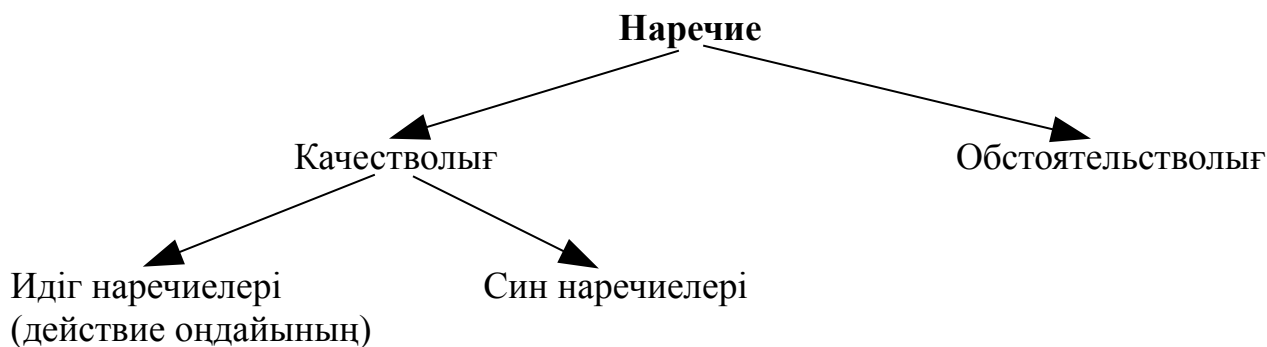 Наречие
Качестволығ
Обстоятельстволығ
Идіг наречиелері
Син наречиелері
(действие оңдайының)